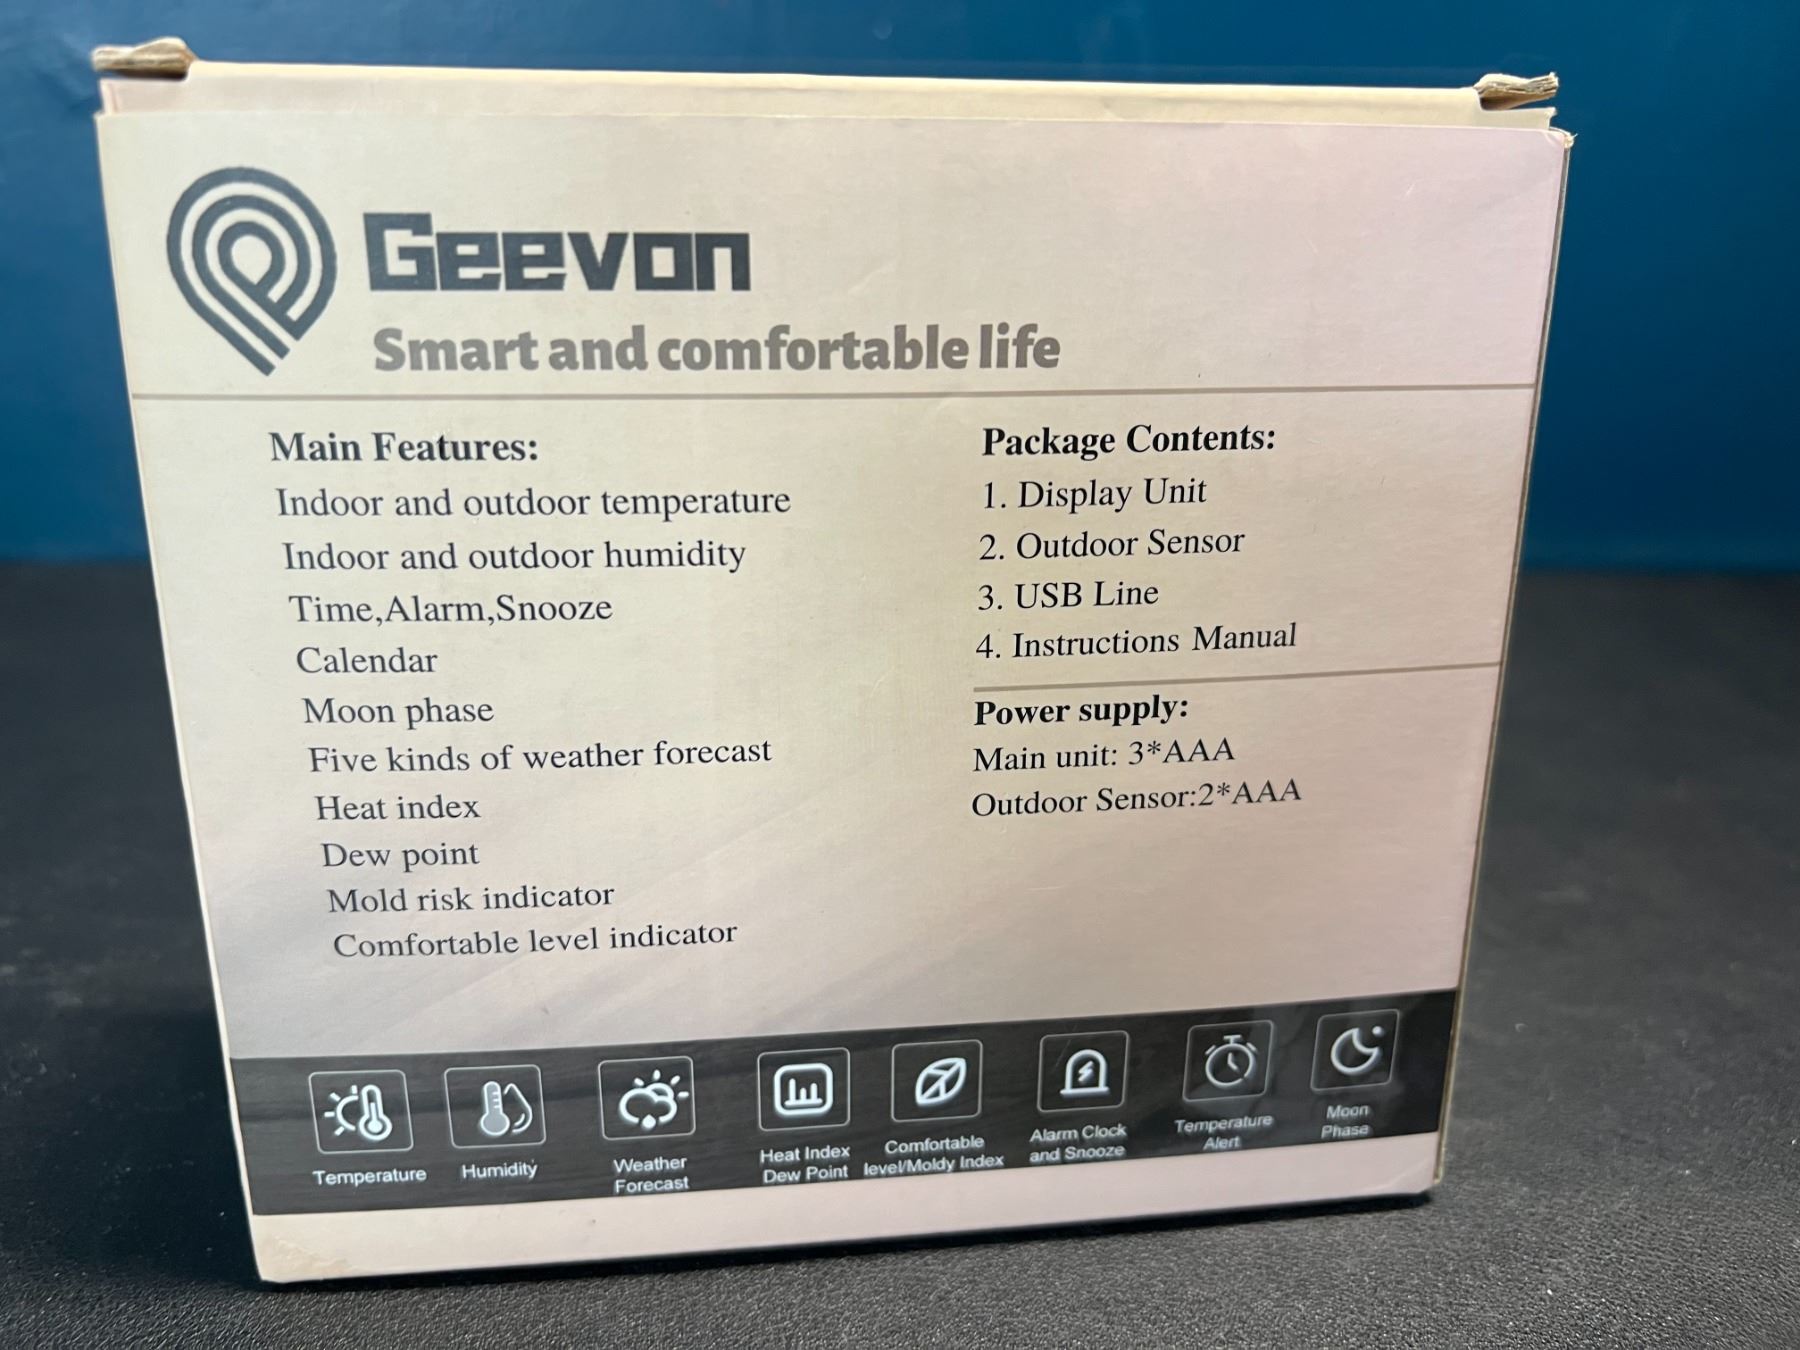 Geevon
Smart and comfortable life
Main Features:
Indoor and outdoor temperature
Indoor and outdoor humidity
Time,Alarm,Snooze
Calendar
Moon phase
Five kinds of weather forecast
Heat index
Dew point
Mold risk indicator
Comfortable level indicator
Package Contents:
1. Display Unit
2. Outdoor Sensor
3. USB Line
4. Instructions Manual
Power supply:
Main unit: 3*AAA
Outdoor Sensor:2*AAA
Temperature
Humidity
Weather
Forecast
Heat Index
Dew Point
Comfortable
level/Moldy Index
Alarm Clock
and Snooze
Temperature
Alert
Moon
Phase